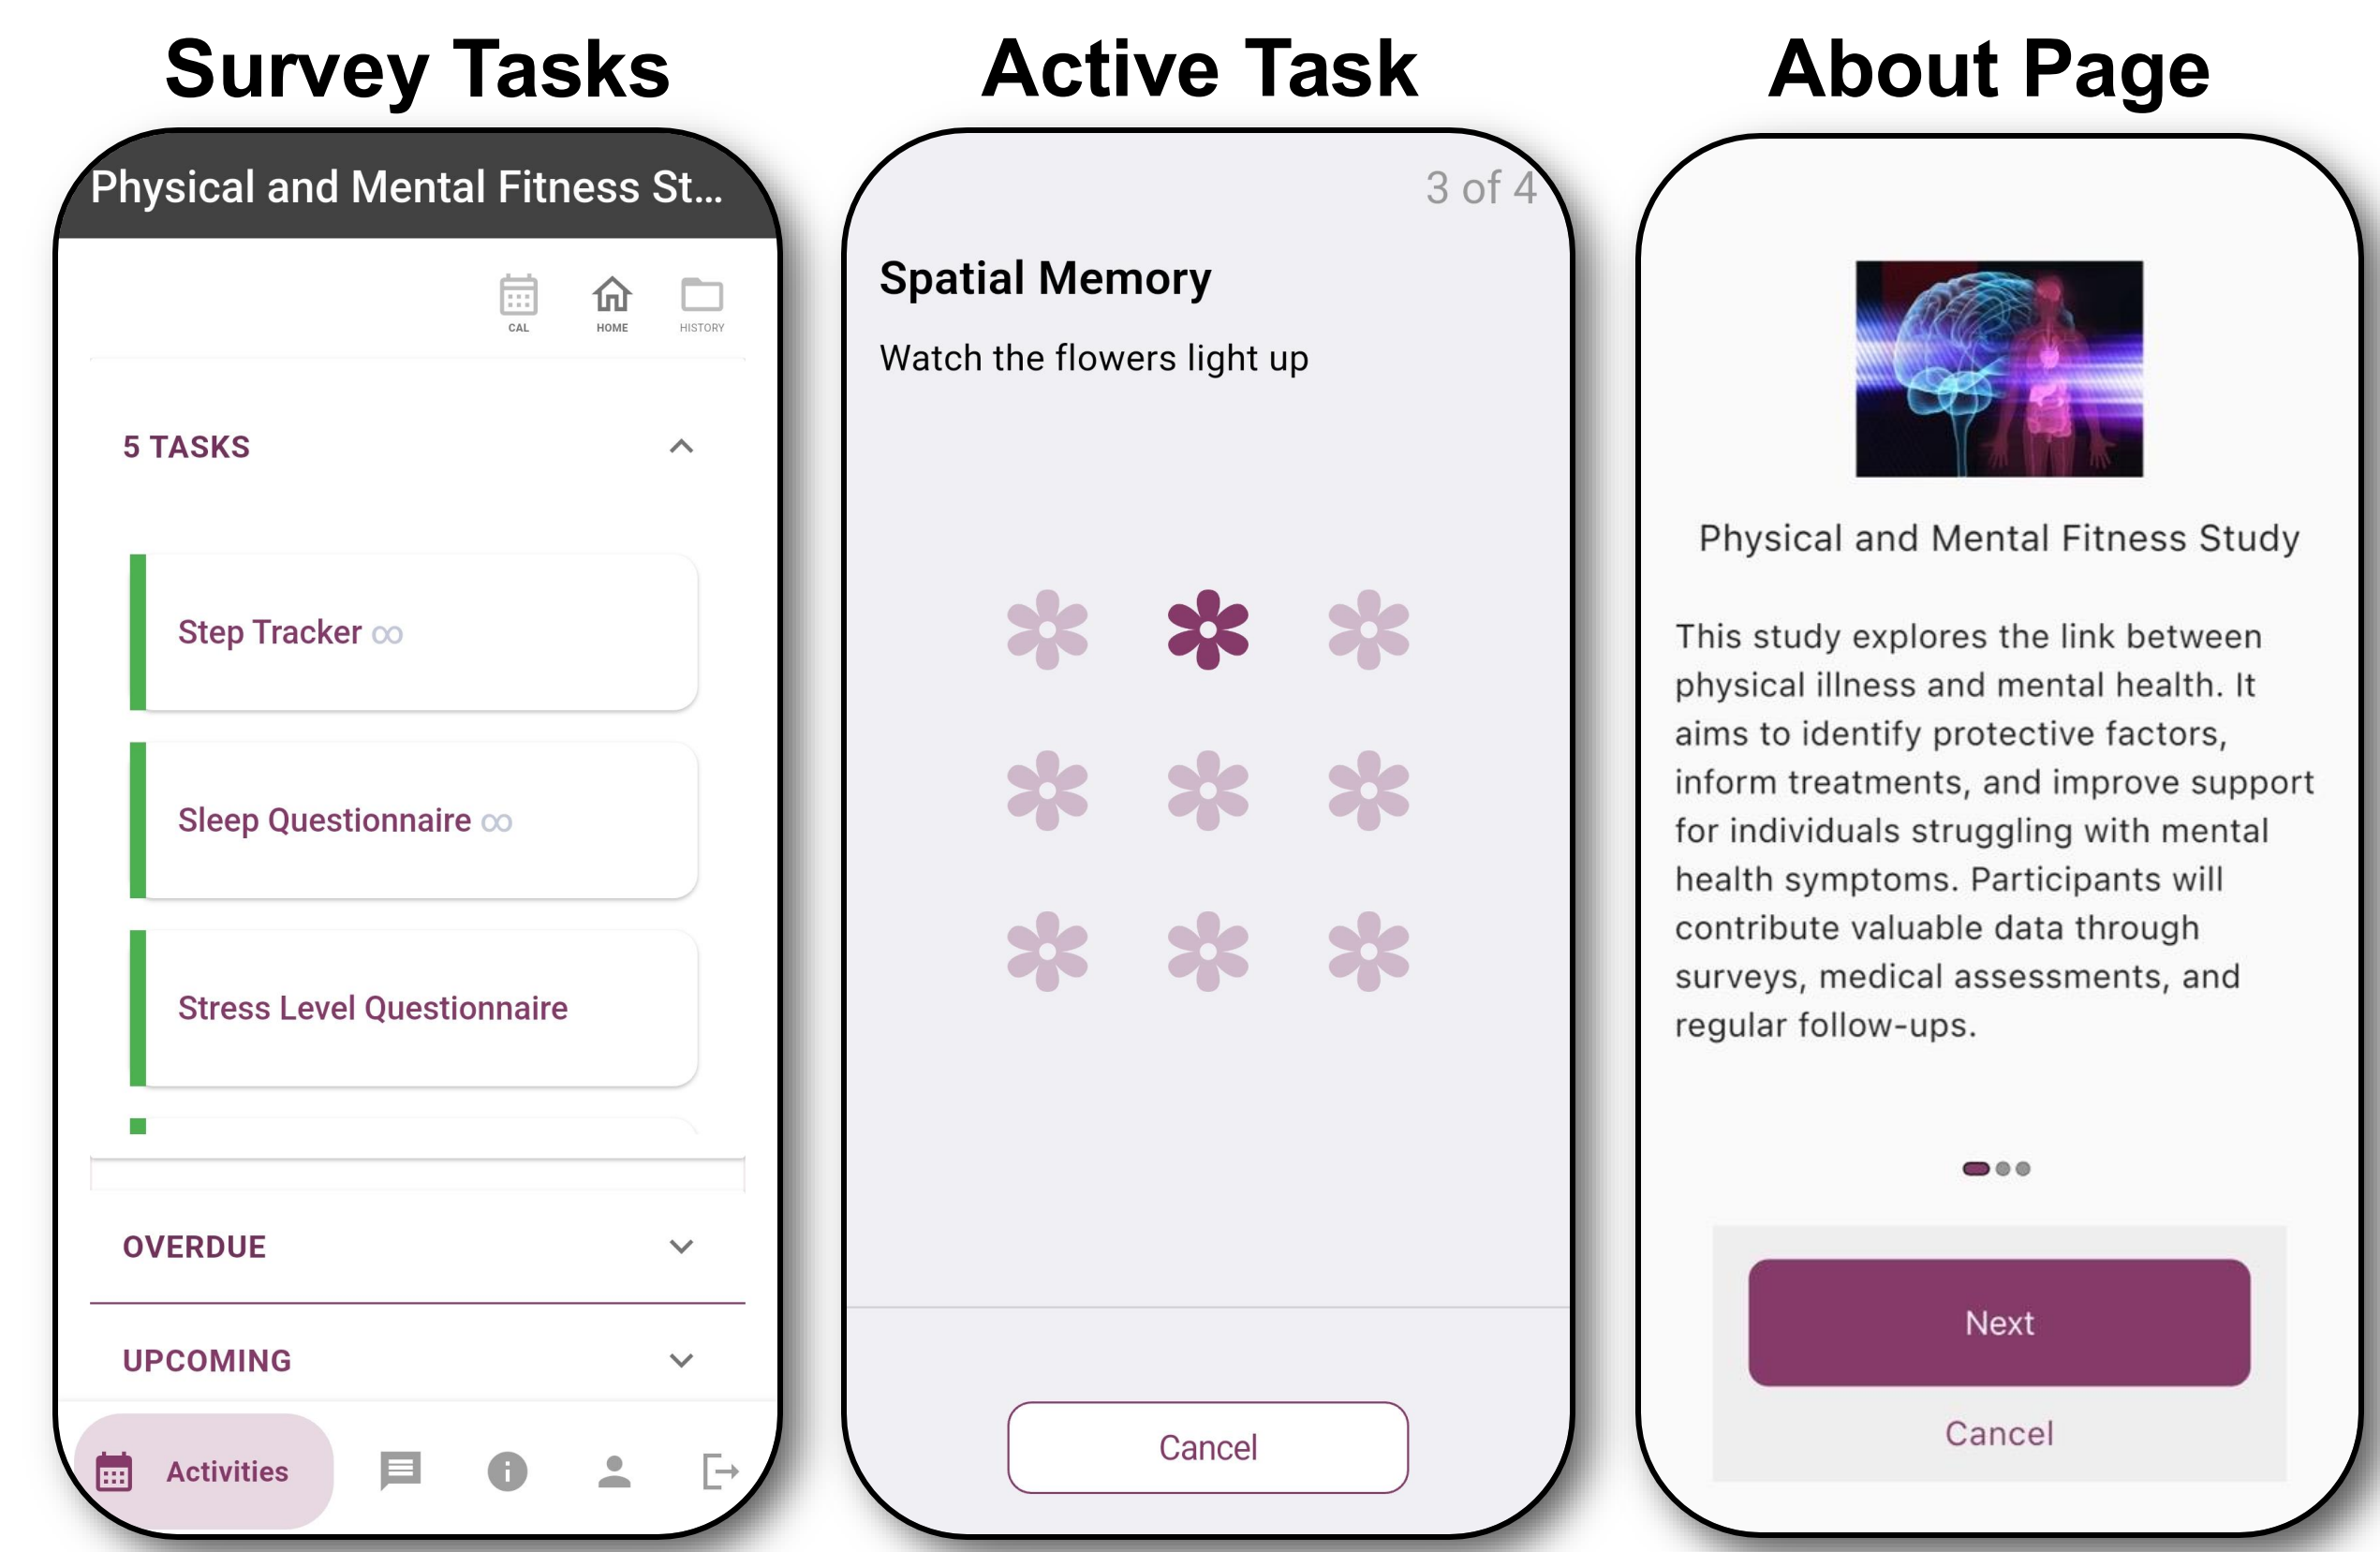 Survey Tasks
Physical and Mental Fitness St...
CAL
HOME
HISTORY
5 TASKS
Step Tracker ∞
Sleep Questionnaire ∞
Stress Level Questionnaire
OVERDUE
UPCOMING
Activities
Active Task
3 of 4
Spatial Memory
Watch the flowers light up
Cancel
About Page
Physical and Mental Fitness Study
This study explores the link between
physical illness and mental health. It
aims to identify protective factors,
inform treatments, and improve support
for individuals struggling with mental
health symptoms. Participants will
contribute valuable data through
surveys, medical assessments, and
regular follow-ups.
Next
Cancel